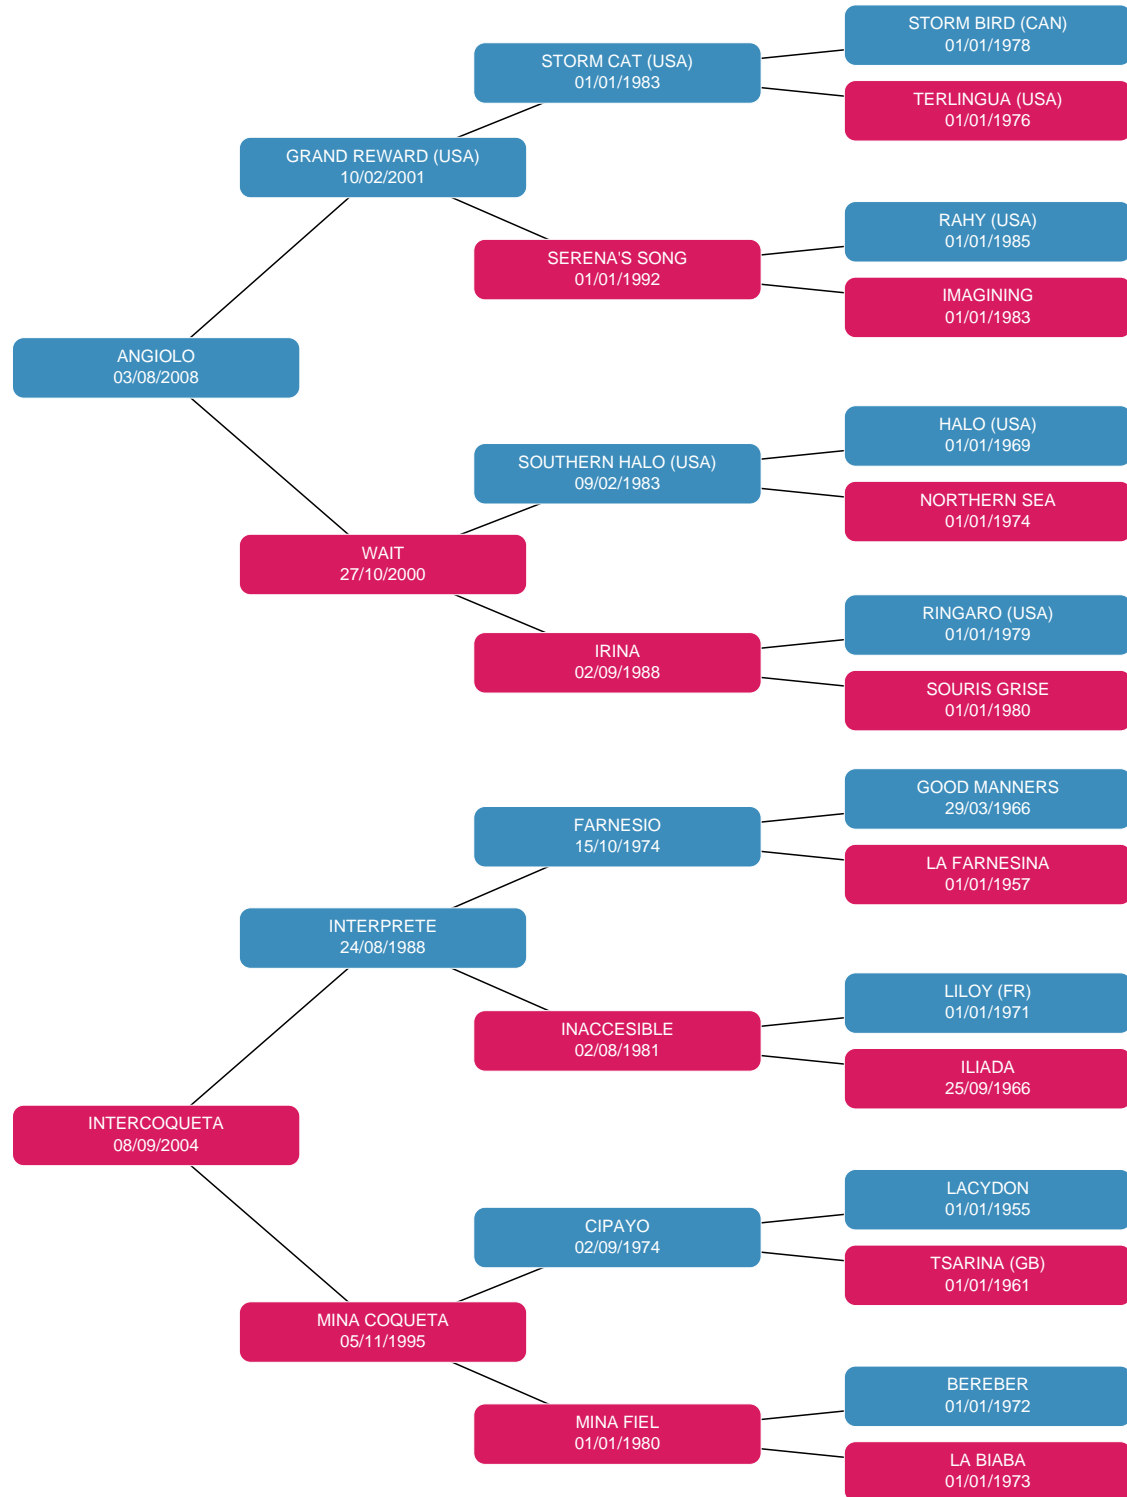 STORM BIRD (CAN)
01/01/1978
STORM CAT (USA)
01/01/1983
TERLINGUA (USA)
01/01/1976
GRAND REWARD (USA)
10/02/2001
RAHY (USA)
01/01/1985
SERENA'S SONG
01/01/1992
IMAGINING
01/01/1983
ANGIOLO
03/08/2008
HALO (USA)
01/01/1969
SOUTHERN HALO (USA)
09/02/1983
NORTHERN SEA
01/01/1974
WAIT
27/10/2000
RINGARO (USA)
01/01/1979
IRINA
02/09/1988
SOURIS GRISE
01/01/1980
GOOD MANNERS
29/03/1966
FARNESIO
15/10/1974
LA FARNESINA
01/01/1957
INTERPRETE
24/08/1988
LILOY (FR)
01/01/1971
INACCESIBLE
02/08/1981
ILIADA
25/09/1966
INTERCOQUETA
08/09/2004
LACYDON
01/01/1955
CIPAYO
02/09/1974
TSARINA (GB)
01/01/1961
MINA COQUETA
05/11/1995
BEREBER
01/01/1972
MINA FIEL
01/01/1980
LA BIABA
01/01/1973